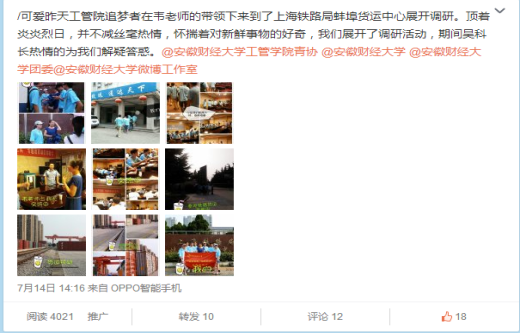 /可爱昨天工管院追梦者在韦老师的带领下来到了上海铁路局蚌埠货运中心展开调研。顶着
炎炎烈日，并不减丝毫热情，怀揣着对新鲜事物的好奇，我们展开了调研活动，期间吴科
长热情的为我们解疑答惑。@安徽财经大学工管学院青协 @安徽财经大学 @安徽财经大
学团委@安徽财经大学微博工作室
通达天下
7月14日 14:16 来自 OPPO智能手机
阅读 4021 推广 转发 10 评论 12 18